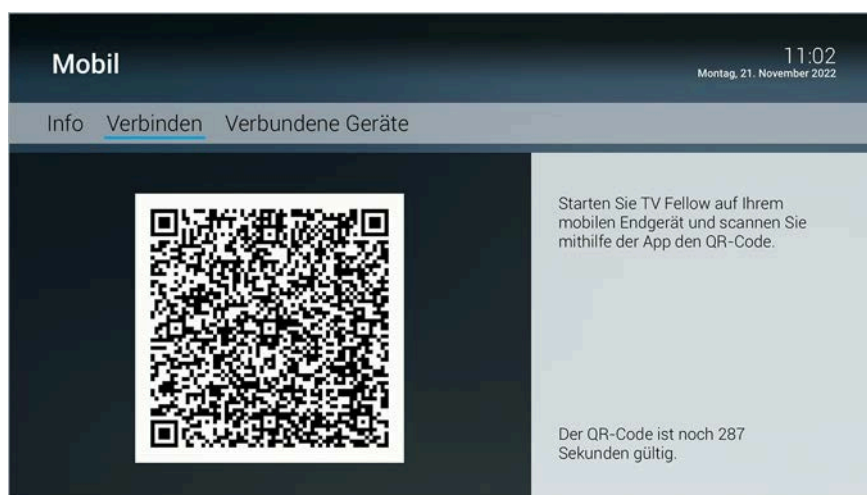 Mobil
11:02
Montag, 21. November 2022
Info Verbinden Verbundene Geräte
Starten Sie TV Fellow auf Ihrem
mobilen Endgerät und scannen Sie
mithilfe der App den QR-Code.
Der QR-Code ist noch 287
Sekunden gültig.